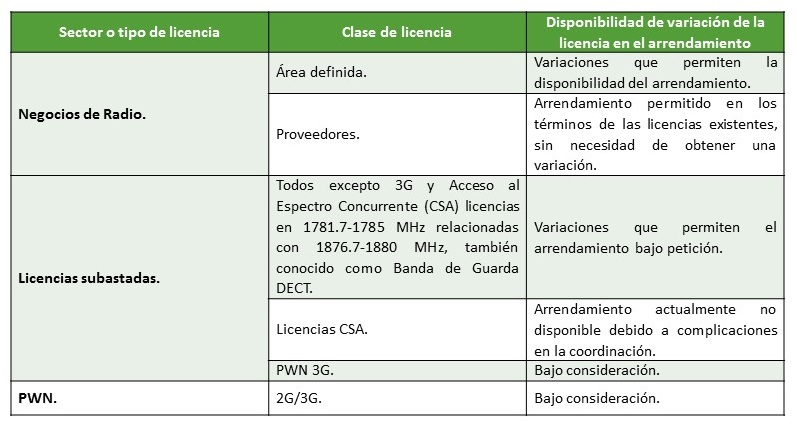 Sector o tipo de licencia
Clase de licencia
Disponibilidad de variación de la
licencia en el arrendamiento
Negocios de Radio.
Área definida.
Variaciones que permiten la
disponibilidad del arrendamiento.
Proveedores.
Arrendamiento permitido en los
términos de las licencias existentes,
sin necesidad de obtener una
variación.
Licencias subastadas.
Todos excepto 3G y Acceso al
Espectro Concurrente (CSA) licencias
en 1781.7-1785 MHz relacionadas
con 1876.7-1880 MHz, también
conocido como Banda de Guarda
DECT.
Variaciones que permiten el
arrendamiento bajo petición.
Licencias CSA.
Arrendamiento actualmente no
disponible debido a complicaciones
en la coordinación.
PWN 3G.
Bajo consideración.
PWN.
2G/3G.
Bajo consideración.